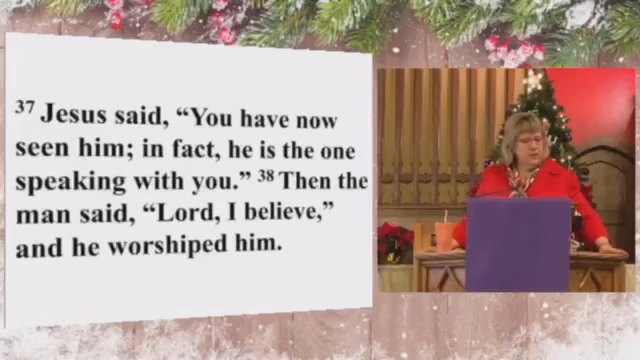 37 Jesus said, “You have now
seen him; in fact, he is the one
speaking with you.” 38 Then the
man said, “Lord, I believe,”
and he worshiped him.